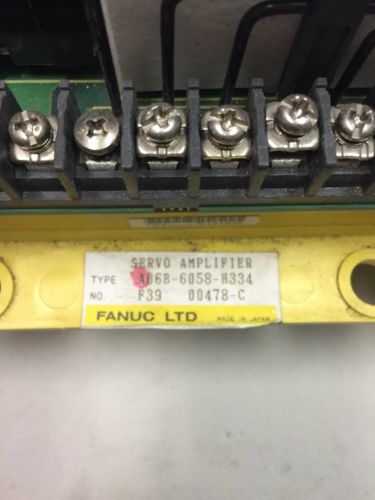 SERVO AMPLIFIER
TYPE A06B-6058-H334
NO. F39 00478-C
FANUC LTD MADE IN JAPAN